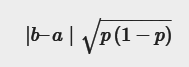 |b–a | √p(1 − p)